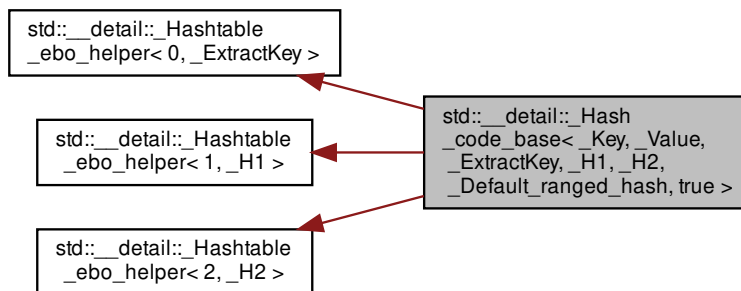 std::__detail::_Hashtable
_ebo_helper< 0, _ExtractKey >
std::__detail::_Hash
_code_base< _Key, _Value,
_ExtractKey, _H1, _H2,
_Default_ranged_hash, true >
std::__detail::_Hashtable
_ebo_helper< 1, _H1 >
std::__detail::_Hashtable
_ebo_helper< 2, _H2 >